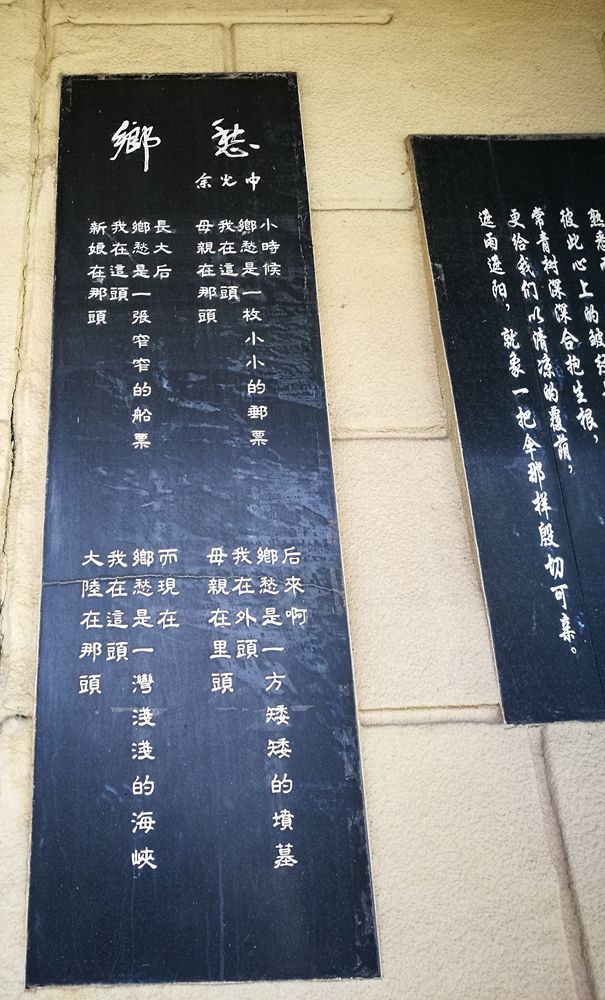 鄉愁
余光中
小時候
鄉愁是一枚小小的郵票
我在這頭
母親在那頭
長大后
鄉愁是一張窄窄的船票
我在這頭
新娘在那頭
后來啊
鄉愁是一方矮矮的墳墓
我在外頭
母親在里頭
而現在
鄉愁是一灣淺淺的海峽
我在這頭
大陸在那頭
熟悉
彼此心上的皱
常青树深深合抱生根，
更给我们以清凉的覆荫，
遮雨遮阳，就象一把伞那样殷切可亲。